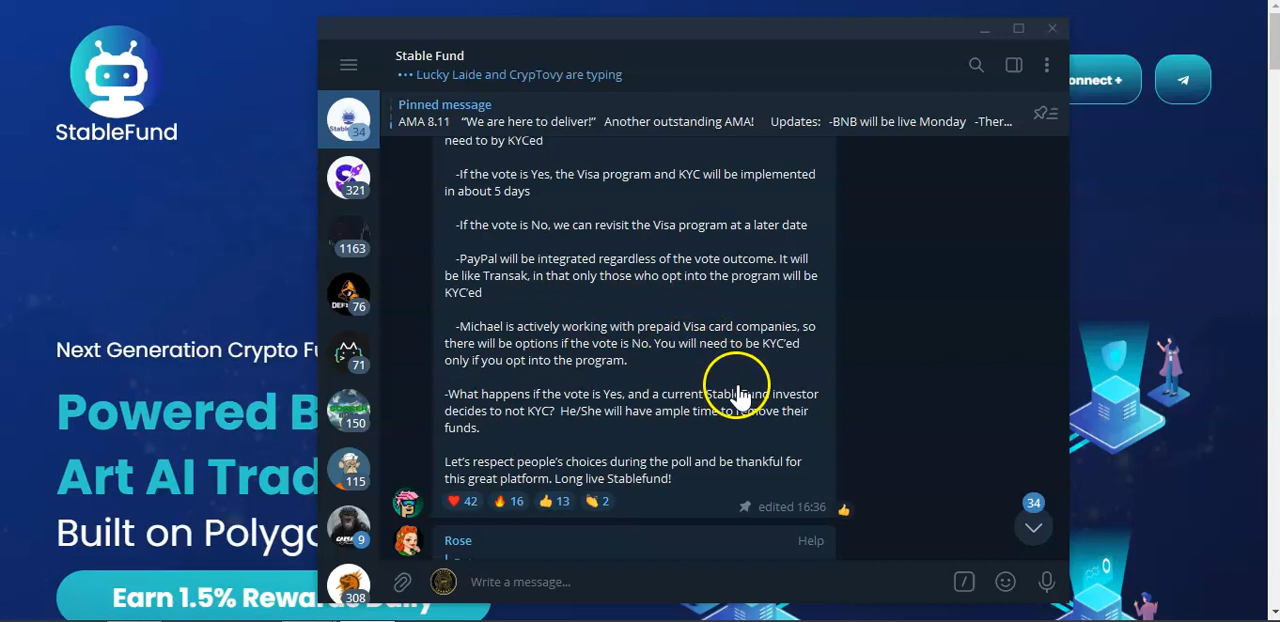 StableFund
Next Generation Crypto Fu
Powered B
Art AI Trad
Built on Polyg
Earn 1.5% Rewards Daily
onnect +
Stable Fund
Lucky Laide and CrypTovy are typing
Pinned message
AMA 8.11 “We are here to deliver!” Another outstanding AMA! Updates: -BNB will be live Monday -Ther...
34
321
1163
76
71
150
115
9
308
need to by KYCed
-If the vote is Yes, the Visa program and KYC will be implemented
in about 5 days
-If the vote is No, we can revisit the Visa program at a later date
-PayPal will be integrated regardless of the vote outcome. It will
be like Transak, in that only those who opt into the program will be
KYC’ed
-Michael is actively working with prepaid Visa card companies, so
there will be options if the vote is No. You will need to be KYC’ed
only if you opt into the program.
-What happens if the vote is Yes, and a current StableFund investor
decides to not KYC? He/She will have ample time to remove their
funds.
Let’s respect people’s choices during the poll and be thankful for
this great platform. Long live Stablefund!
42 16 13 2
edited 16:36
34
Rose
Help
Write a message...